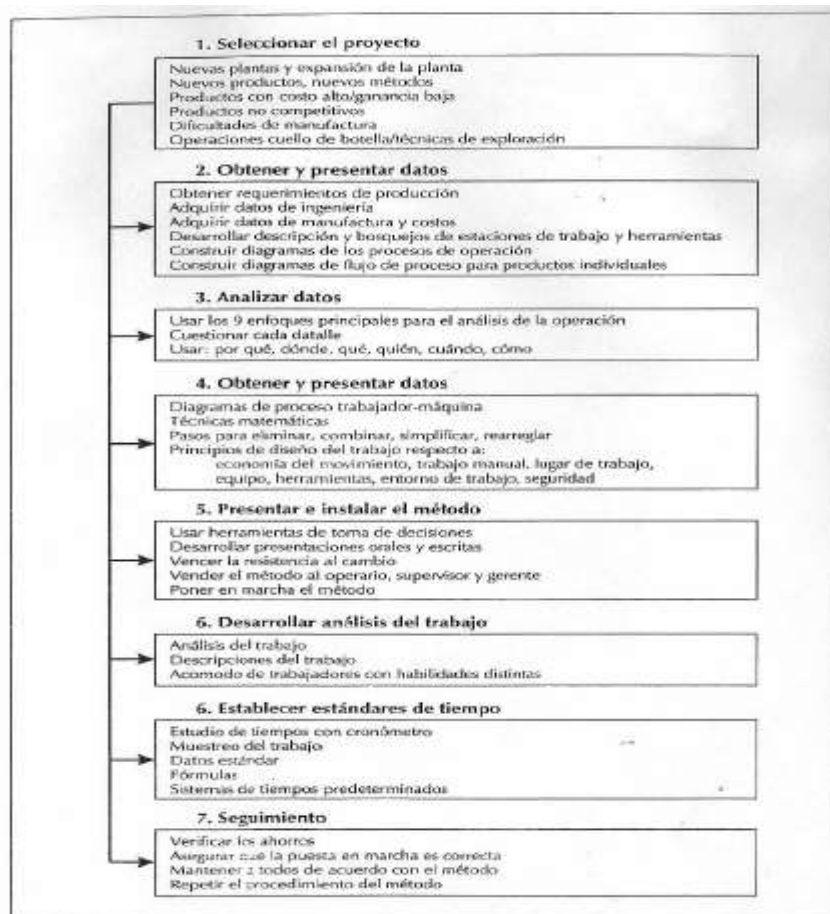 1. Seleccionar el proyecto
Nuevas plantas y expansión de la planta
Nuevos productos, nuevos métodos
Productos con costo alto/ganancia baja
Productos no competitivos
Dificultades de manufactura
Operaciones cuello de botella/técnicas de exploración
2. Obtener y presentar datos
Obtener requerimientos de producción
Adquirir datos de ingeniería
Adquirir datos de manufactura y costos
Desarrollar descripción y bosquejos de estaciones de trabajo y herramientas
Construir diagramas de los procesos de operación
Construir diagramas de flujo de proceso para productos individuales
3. Analizar datos
Usar los 9 enfoques principales para el análisis de la operación
Cuestionar cada datalle
Usar: por qué, dónde, qué, quién, cuándo, cómo
4. Obtener y presentar datos
Diagramas de proceso trabajador-máquina
Técnicas matemáticas
Pasos para eliminar, combinar, simplificar, rearreglar
Principios de diseño del trabajo respecto a:
economía del movimiento, trabajo manual, lugar de trabajo,
equipo, herramientas, entorno de trabajo, seguridad
5. Presentar e instalar el método
Usar herramientas de toma de decisiones
Desarrollar presentaciones orales y escritas
Vencer la resistencia al cambio
Vender el método al operario, supervisor y gerente
Poner en marcha el método
6. Desarrollar análisis del trabajo
Análisis del trabajo
Descripciones del trabajo
Acomodo de trabajadores con habilidades distintas
6. Establecer estándares de tiempo
Estudio de tiempos con cronómetro
Muestreo del trabajo
Datos estándar
Fórmulas
Sistemas de tiempos predeterminados
7. Seguimiento
Verificar los ahorros
Asegurar que la puesta en marcha es correcta
Mantener a todos de acuerdo con el método
Repetir el procedimiento del método